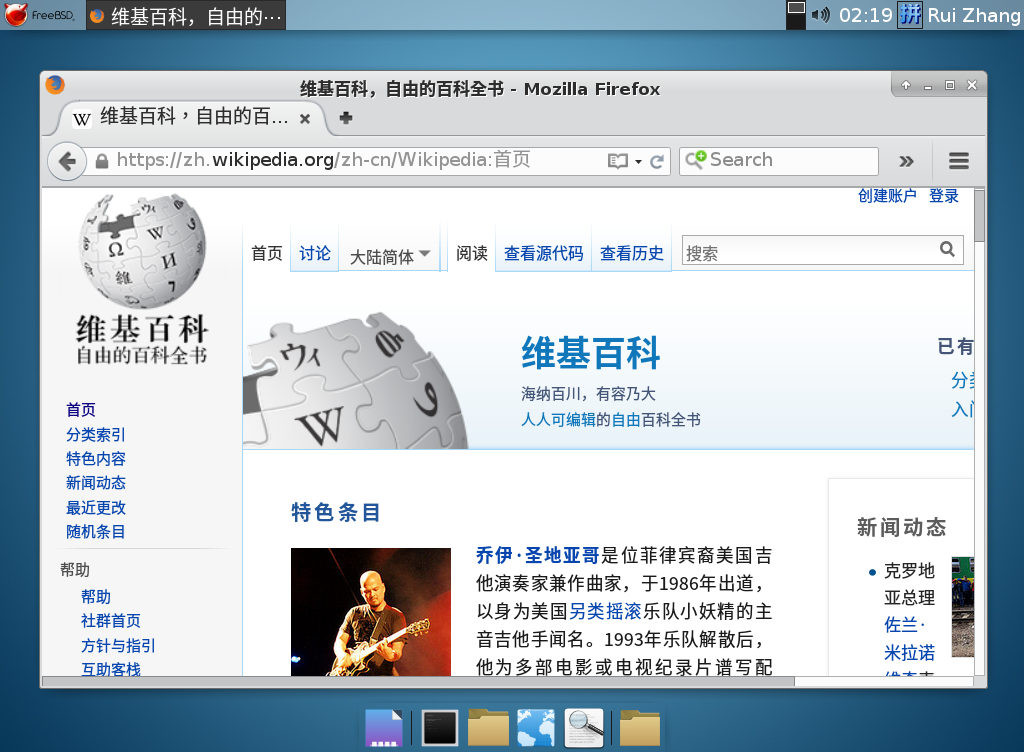 FreeBSD 维基百科，自由的… 02:19 拼 Rui Zhang
维基百科，自由的百科全书 - Mozilla Firefox
W 维基百科，自由的百…
https://zh.wikipedia.org/zh-cn/Wikipedia:首页 Search
创建账户 登录
首页 讨论 大陆简体 阅读 查看源代码 查看历史 搜索
Ω W И 维 7
维基百科
自由的百科全书
ウィ W و
维基百科
海纳百川，有容乃大
人人可编辑的自由百科全书
已有
分类
入门
首页
分类索引
特色内容
新闻动态
最近更改
随机条目
帮助
帮助
社群首页
方针与指引
互助客栈
特色条目
乔伊·圣地亚哥是位菲律宾裔美国吉
他演奏家兼作曲家，于1986年出道，
以身为美国另类摇滚乐队小妖精的主
音吉他手闻名。1993年乐队解散后，
他为多部电影或电视纪录片谱写配
新闻动态
克罗地
亚总理
佐兰·
米拉诺